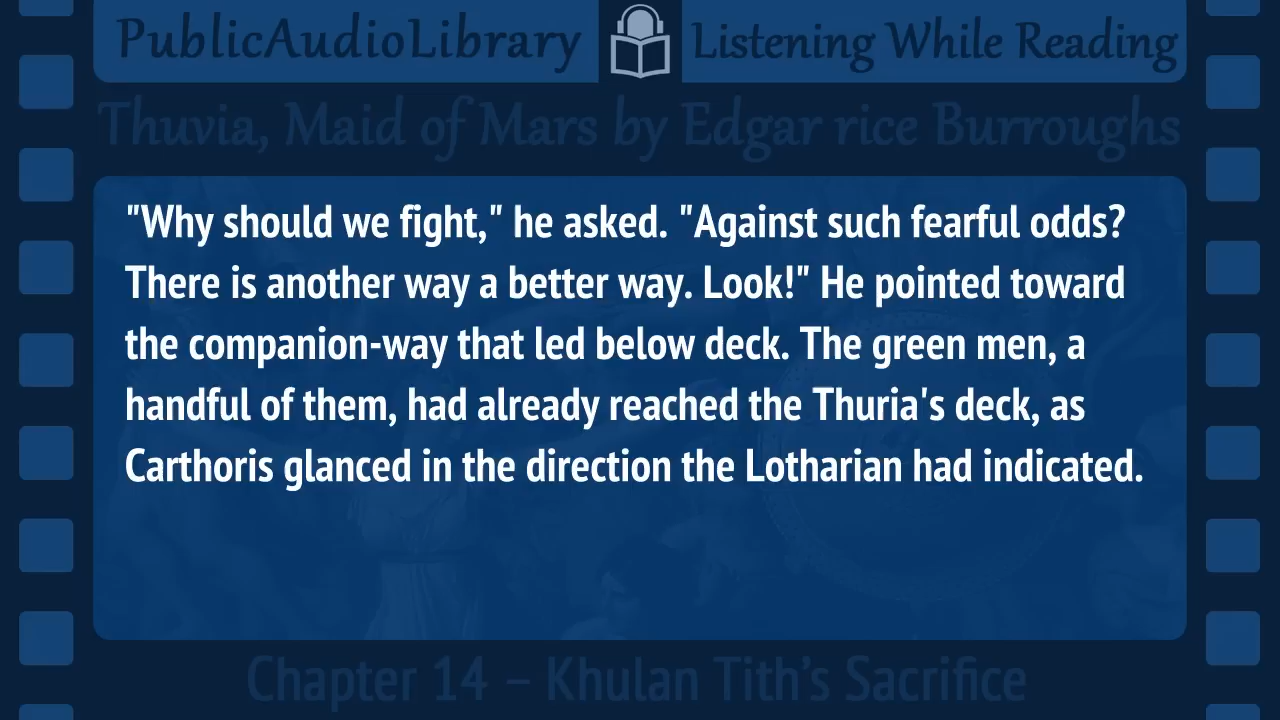 PublicAudioLibrary Listening While Reading
Thuvia, Maid of Mars by Edgar rice Burroughs
"Why should we fight," he asked. "Against such fearful odds?
There is another way a better way. Look!" He pointed toward
the companion-way that led below deck. The green men, a
handful of them, had already reached the Thuria's deck, as
Carthoris glanced in the direction the Lotharian had indicated.
Chapter 14 – Khulan Tith’s Sacrifice